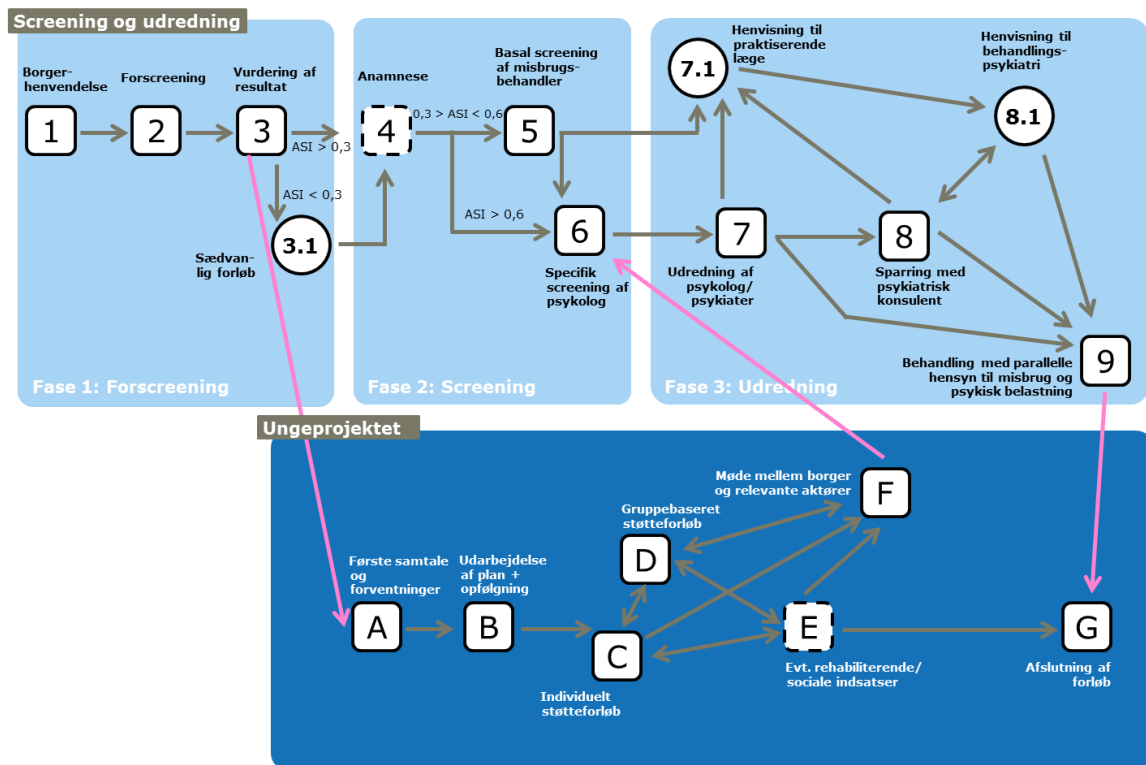 Screening og udredning
Borger-
henvendelse
1
Forscreening
2
Vurdering af
resultat
3
ASI > 0,3
ASI < 0,3
Sædvan-
lig forløb
3.1
Fase 1: Forscreening
Anamnese
4
0,3 > ASI < 0,6
ASI > 0,6
Basal screening
af misbrugs-
behandler
5
6
Specifik
screening af
psykolog
Fase 2: Screening
Henvisning til
praktiserende
læge
7.1
Henvisning til
behandlings-
psykiatri
8.1
7
Udredning af
psykolog/
psykiater
8
Sparring med
psykiatrisk
konsulent
9
Behandling med parallelle
hensyn til misbrug og
psykisk belastning
Fase 3: Udredning
Ungeprojektet
Første samtale
og
forventninger
A
Udarbejdelse
af plan +
opfølgning
B
C
Individuelt
støtteforløb
Gruppebaseret
støtteforløb
D
Møde mellem borger
og relevante aktører
F
E
Evt. rehabiliterende/
sociale indsatser
G
Afslutning af
forløb